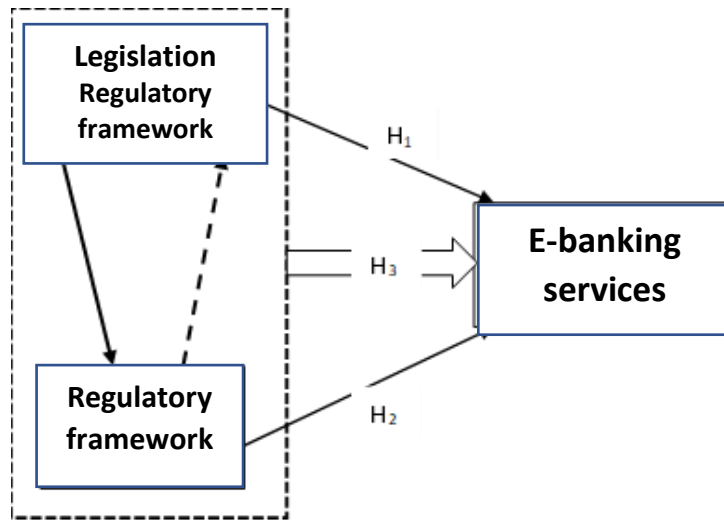 Legislation
Regulatory
framework
H₁
E-banking
services
H₃
Regulatory
framework
H₂